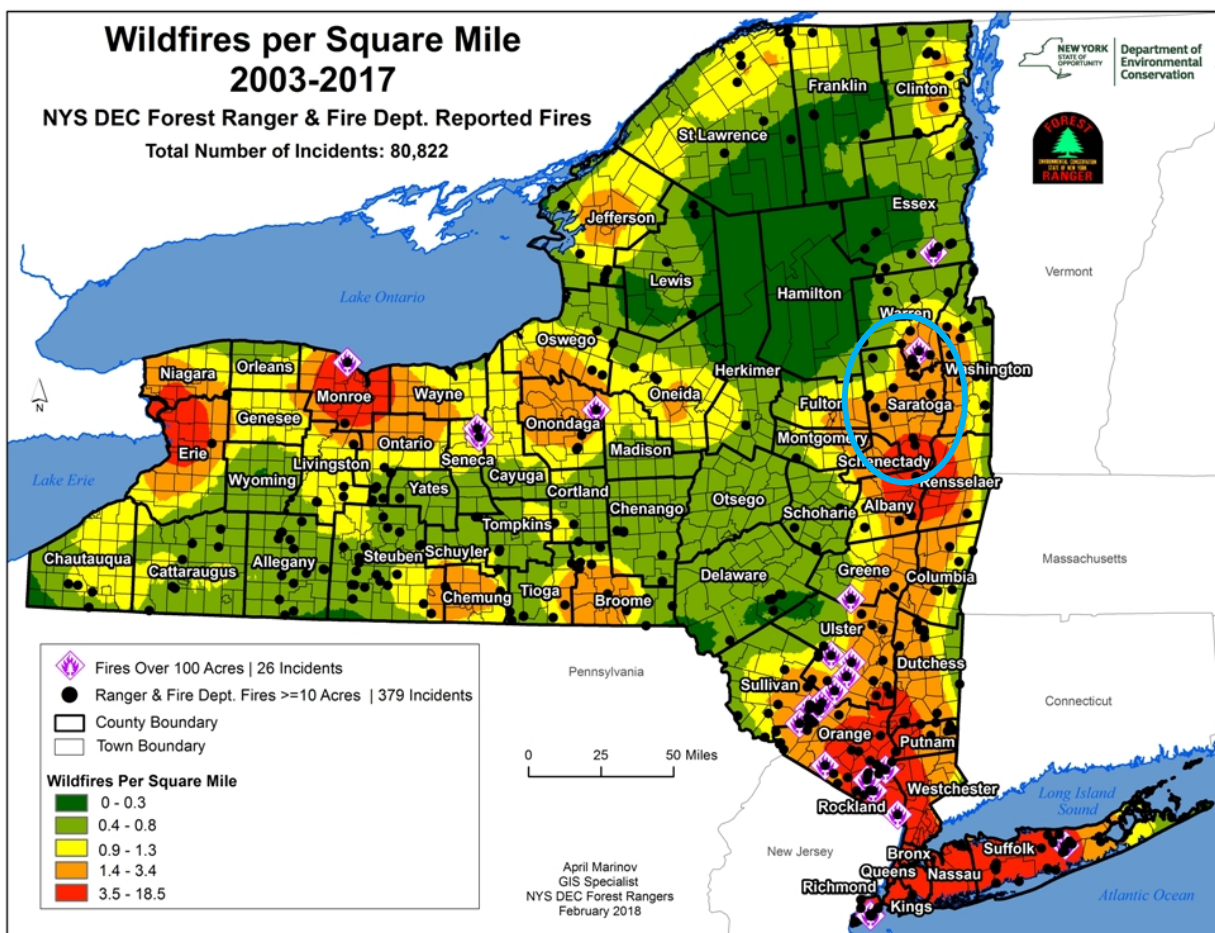 Wildfires per Square Mile
2003-2017
NYS DEC Forest Ranger & Fire Dept. Reported Fires
Total Number of Incidents: 80,822
NEW YORK
STATE OF
OPPORTUNITY
Department of
Environmental
Conservation
FOREST
ENVIRONMENTAL CONSERVATION
STATE OF NEW YORK
RANGER
Franklin
Clinton
St Lawrence
Essex
Jefferson
Vermont
Lewis
Hamilton
Lake Ontario
Warren
Oswego
Niagara
Orleans
Herkimer
Washington
Monroe
Wayne
Oneida
Fulton
Saratoga
N
Genesee
Onondaga
Montgomery
Erie
Ontario
Madison
Livingston
Seneca
Schenectady
Lake Erie
Wyoming
Yates
Cayuga
Rensselaer
Cortland
Otsego
Albany
Chenango
Schoharie
Tompkins
Chautauqua
Cattaraugus
Allegany
Steuben
Schuyler
Massachusetts
Delaware
Greene
Columbia
Chemung
Tioga
Broome
Ulster
Fires Over 100 Acres | 26 Incidents
Pennsylvania
Dutchess
Ranger & Fire Dept. Fires >=10 Acres | 379 Incidents
Sullivan
Connecticut
County Boundary
Orange
Putnam
Town Boundary
0 25 50 Miles
Wildfires Per Square Mile
0 - 0.3
0.4 - 0.8
0.9 - 1.3
1.4 - 3.4
3.5 - 18.5
Westchester
Rockland
Long Island
Sound
New Jersey
Bronx
Suffolk
Queens
Nassau
Richmond
Kings
Atlantic Ocean
April Marinov
GIS Specialist
NYS DEC Forest Rangers
February 2018